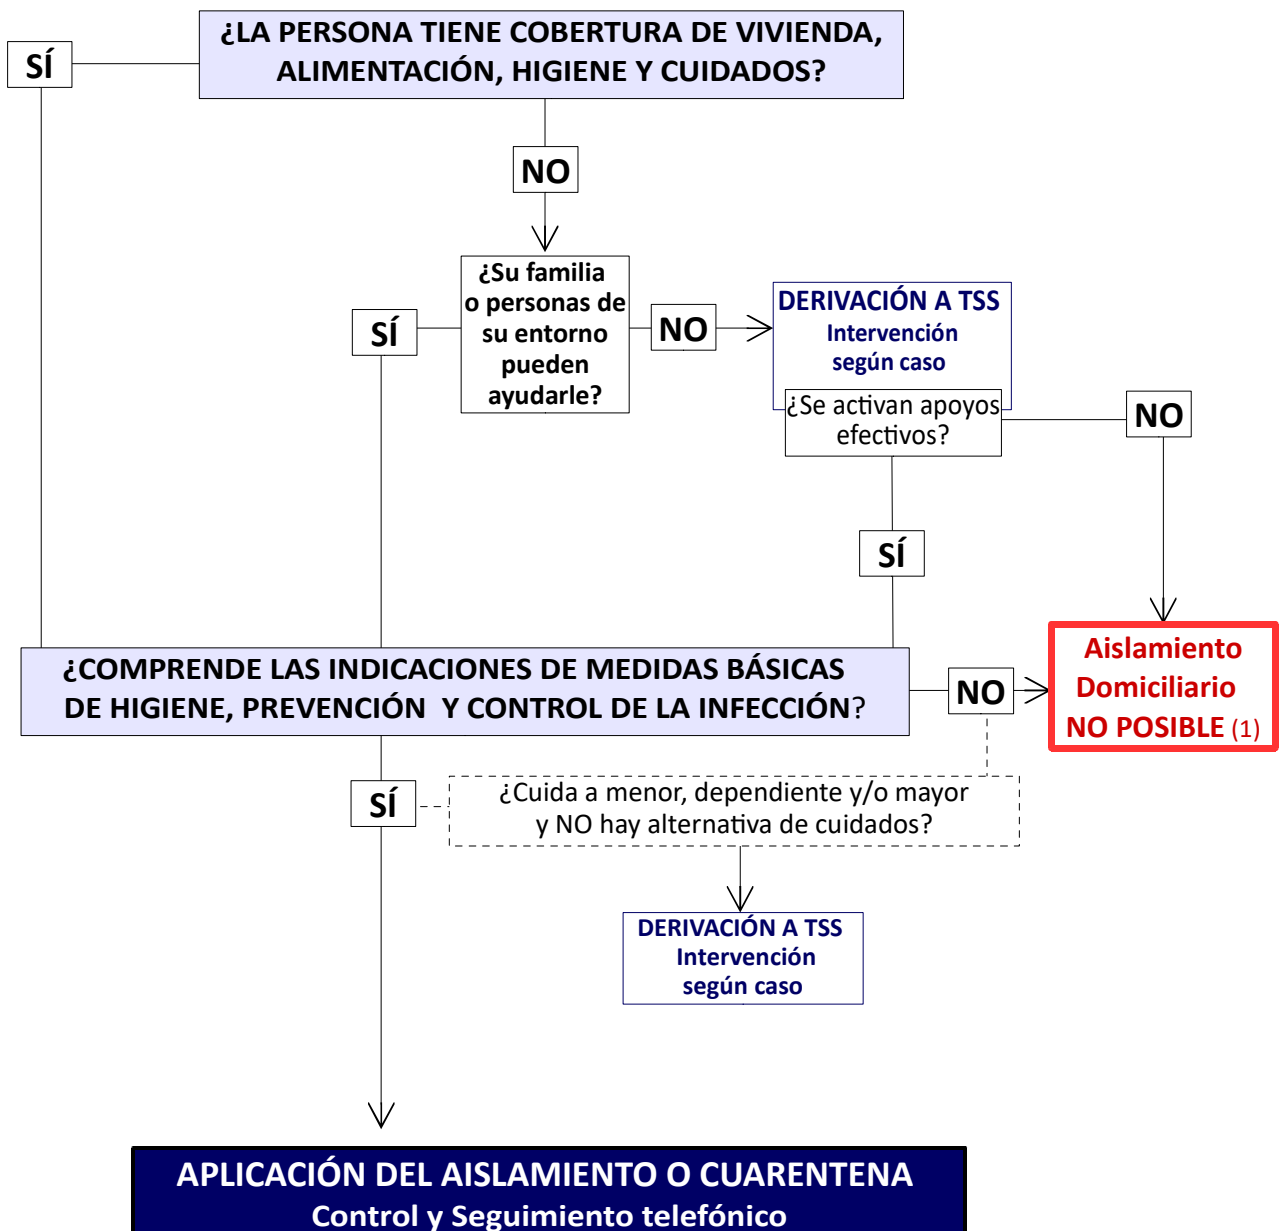 ¿LA PERSONA TIENE COBERTURA DE VIVIENDA,
ALIMENTACIÓN, HIGIENE Y CUIDADOS?
SÍ
NO
¿Su familia
o personas de
su entorno
pueden
ayudarle?
SÍ
NO
DERIVACIÓN A TSS
Intervención
según caso
¿Se activan apoyos
efectivos?
NO
SÍ
¿COMPRENDE LAS INDICACIONES DE MEDIDAS BÁSICAS
DE HIGIENE, PREVENCIÓN Y CONTROL DE LA INFECCIÓN?
NO
Aislamiento
Domiciliario
NO POSIBLE (1)
SÍ
¿Cuida a menor, dependiente y/o mayor
y NO hay alternativa de cuidados?
DERIVACIÓN A TSS
Intervención
según caso
APLICACIÓN DEL AISLAMIENTO O CUARENTENA
Control y Seguimiento telefónico